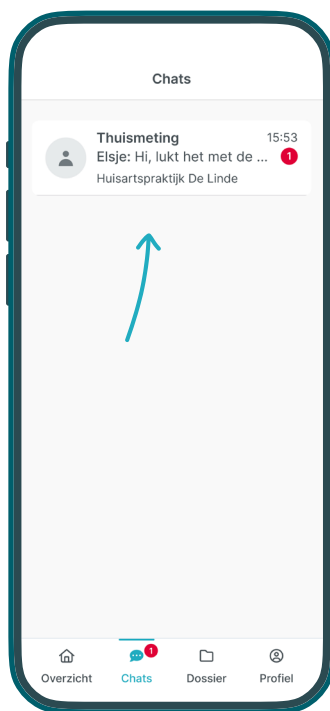 Chats
Thuismeting 15:53
Elsje: Hi, lukt het met de ... 1
Huisartspraktijk De Linde
1
Overzicht Chats Dossier Profiel